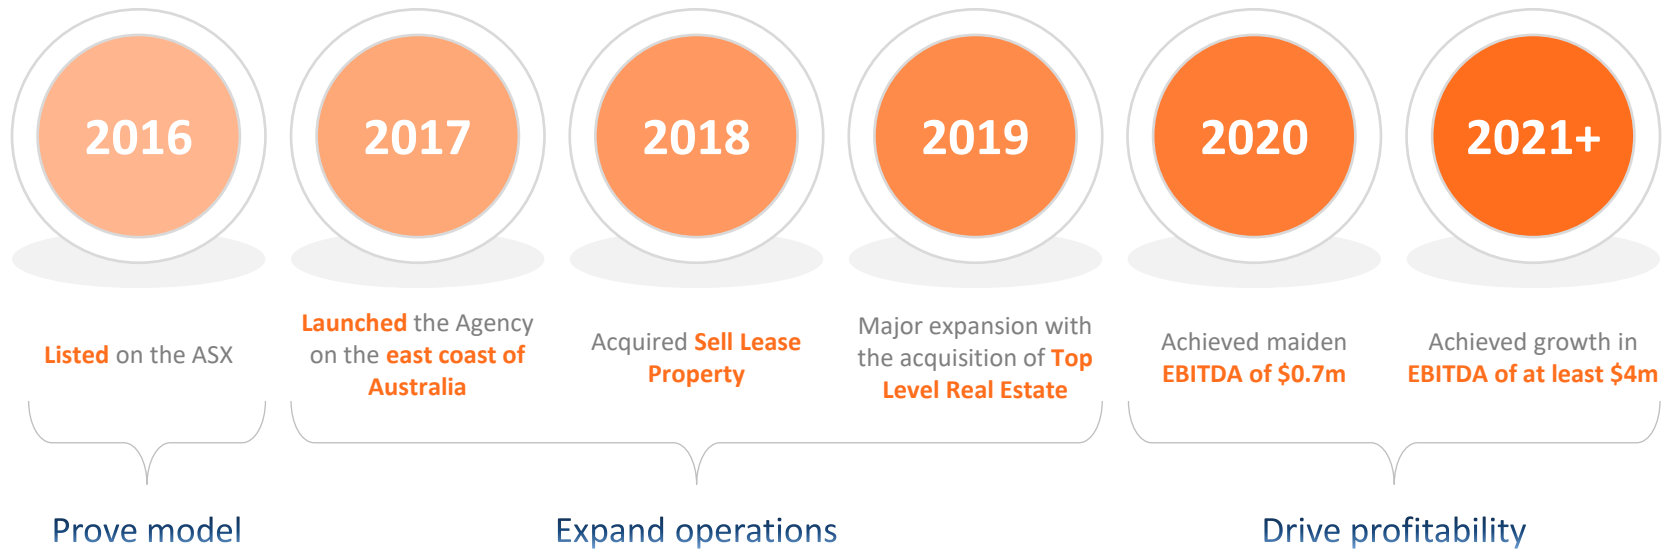 2016
2017
2018
2019
2020
2021+
Listed on the ASX
Launched the Agency
on the east coast of
Australia
Acquired Sell Lease
Property
Major expansion with
the acquisition of Top
Level Real Estate
Achieved maiden
EBITDA of $0.7m
Achieved growth in
EBITDA of at least $4m
Prove model
Expand operations
Drive profitability